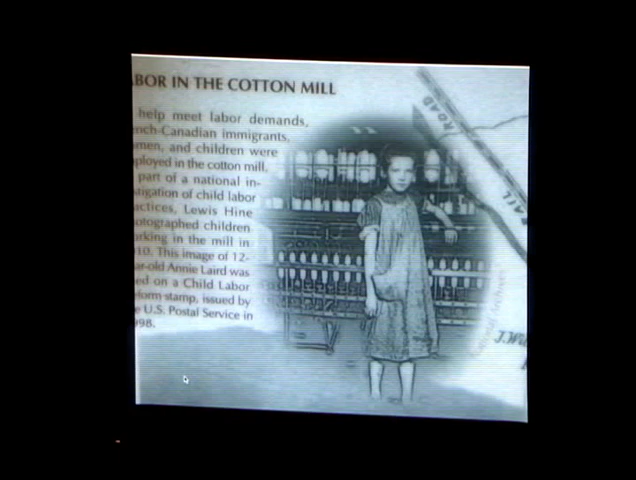 BOR IN THE COTTON MILL
help meet labor demands,
nch-Canadian immigrants,
men, and children were
ployed in the cotton mill.
part of a national in-
stigation of child labor
actices, Lewis Hine
otographed children
rking in the mill in
10. This image of 12-
ar-old Annie Laird was
ed on a Child Labor
eform stamp, issued by
e U.S. Postal Service in
998.
ROAD
AIL